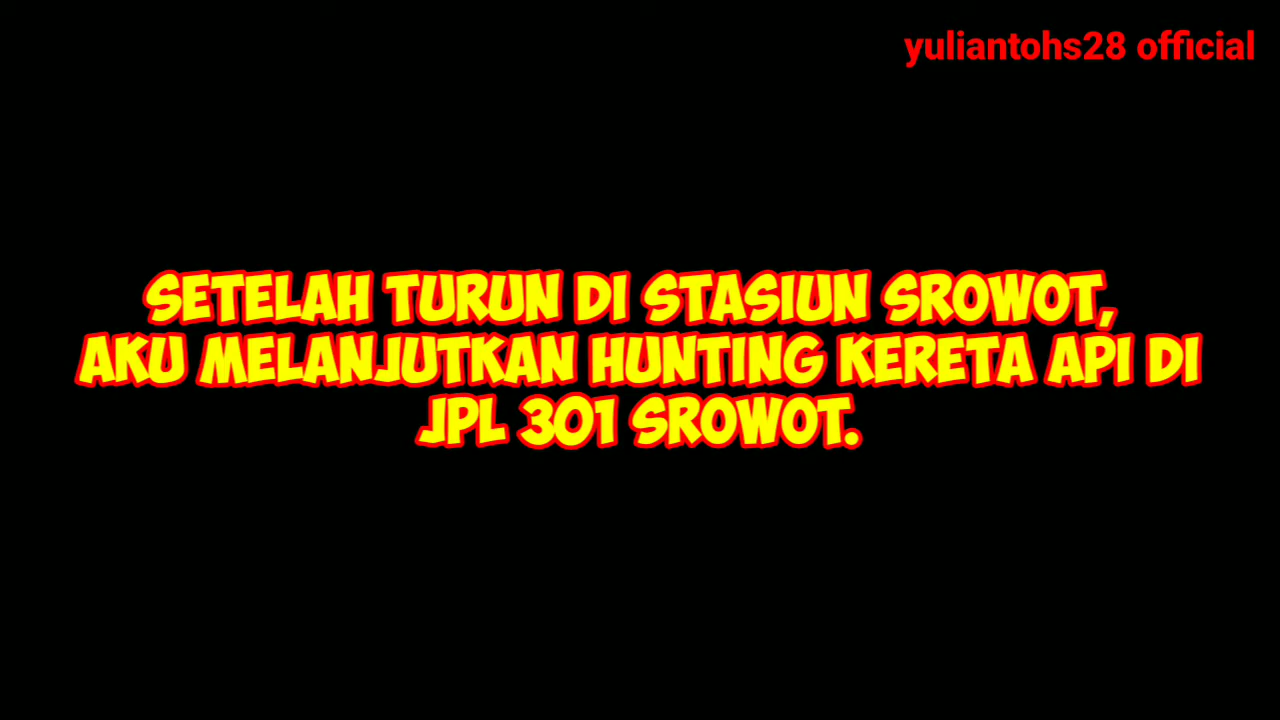 yuliantohs28 official
SETELAH TURUN DI STASIUN SROWOT,
AKU MELANJUTKAN HUNTING KERETA API DI
JPL 301 SROWOT.